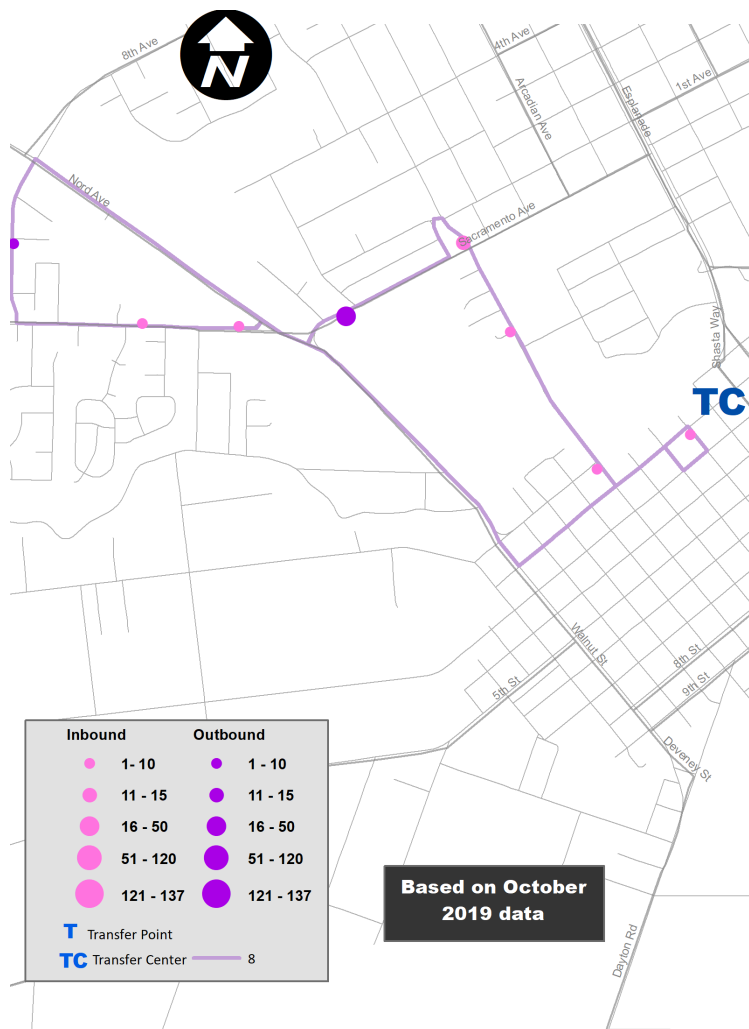 8th Ave
N
4th Ave
Arcadian Ave
Esplanade
1st Ave
Nord Ave
Sacramento Ave
Shasta Way
TC
Walnut St
8th St
5th St
9th St
Deveney St
Dayton Rd
Inbound Outbound
1- 10 1 - 10
11 - 15 11 - 15
16 - 50 16 - 50
51 - 120 51 - 120
121 - 137 121 - 137
T Transfer Point
TC Transfer Center 8
Based on October
2019 data